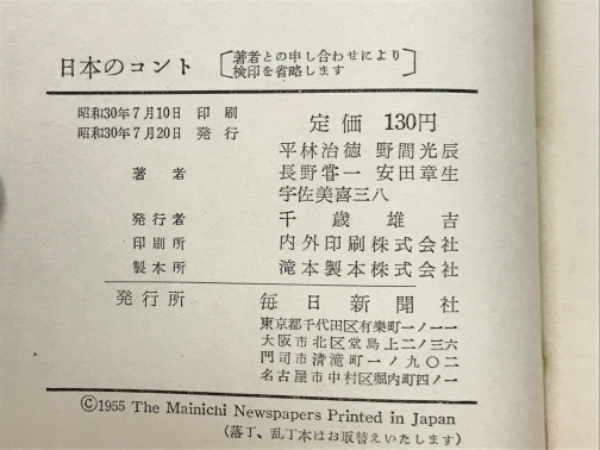 日本のコント 〔著者との申し合わせにより
検印を省略します〕
昭和30年7月10日 印刷
昭和30年7月20日 発行
定価 130円
著者
平林治徳 野間光辰
長野甞一 安田章生
宇佐美喜三八
発行者 千歳雄吉
印刷所 内外印刷株式会社
製本所 滝本製本株式会社
発行所 毎日新聞社
東京都千代田区有樂町一ノ一一
大阪市北区堂島上二ノ三六
門司市清滝町一ノ九〇二
名古屋市中村区堀内町四ノ一
©1955 The Mainichi Newspapers Printed in Japan
(落丁、乱丁本はお取替えいたします)